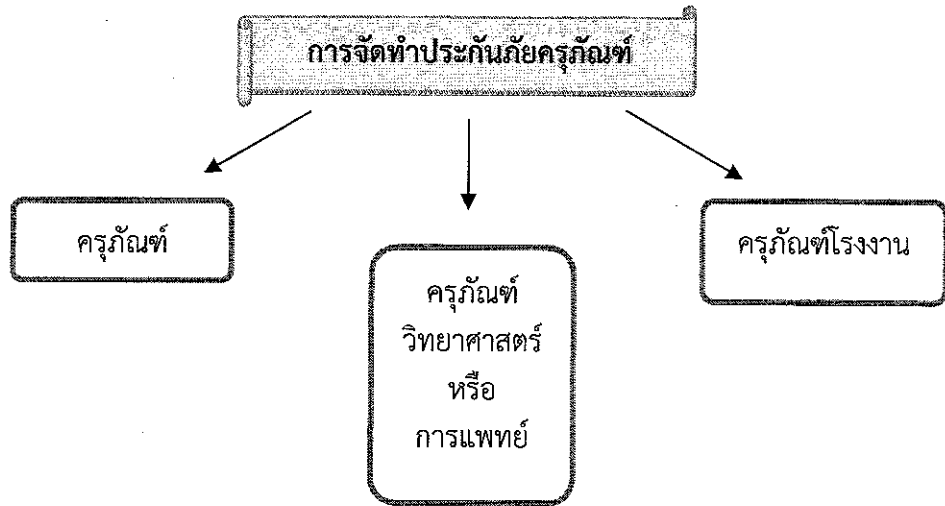 การจัดทำประกันภัยครุภัณฑ์
ครุภัณฑ์
ครุภัณฑ์
วิทยาศาสตร์
หรือ
การแพทย์
ครุภัณฑ์โรงงาน